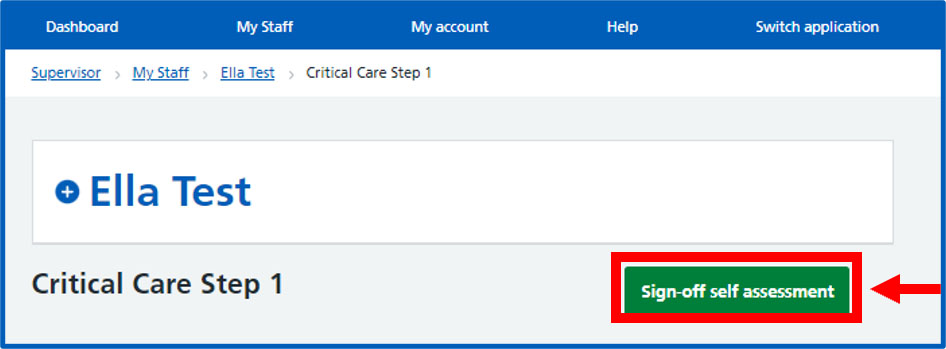 Dashboard My Staff My account Help Switch application
Supervisor > My Staff > Ella Test > Critical Care Step 1
Ella Test
Critical Care Step 1
Sign-off self assessment